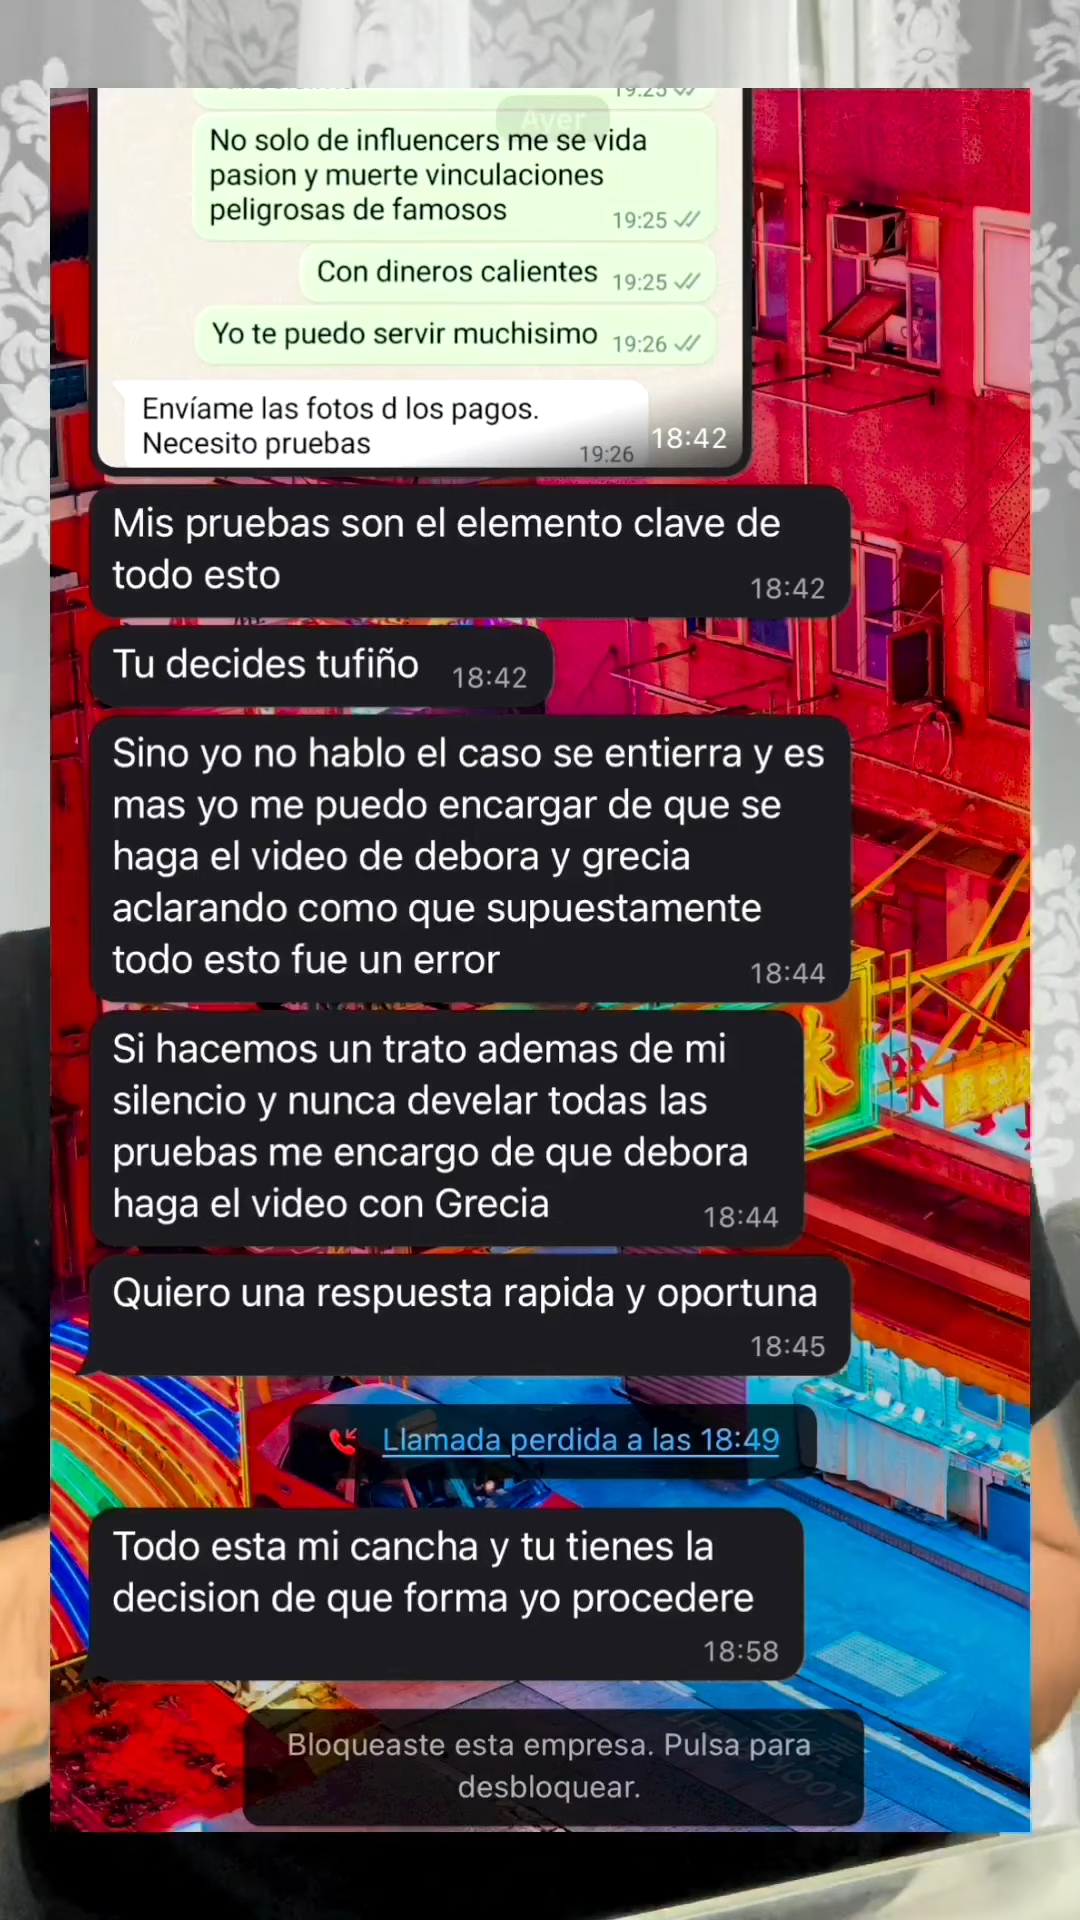 19:25
Ayer
No solo de influencers me se vida
pasion y muerte vinculaciones
peligrosas de famosos 19:25
Con dineros calientes 19:25
Yo te puedo servir muchisimo 19:26
Envíame las fotos d los pagos.
Necesito pruebas 19:26 18:42
Mis pruebas son el elemento clave de
todo esto 18:42
Tu decides tufiño 18:42
Sino yo no hablo el caso se entierra y es
mas yo me puedo encargar de que se
haga el video de debora y grecia
aclarando como que supuestamente
todo esto fue un error 18:44
Si hacemos un trato ademas de mi
silencio y nunca develar todas las
pruebas me encargo de que debora
haga el video con Grecia 18:44
Quiero una respuesta rapida y oportuna
18:45
味
味
Llamada perdida a las 18:49
Todo esta mi cancha y tu tienes la
decision de que forma yo procedere
18:58
Bloqueaste esta empresa. Pulsa para
desbloquear.